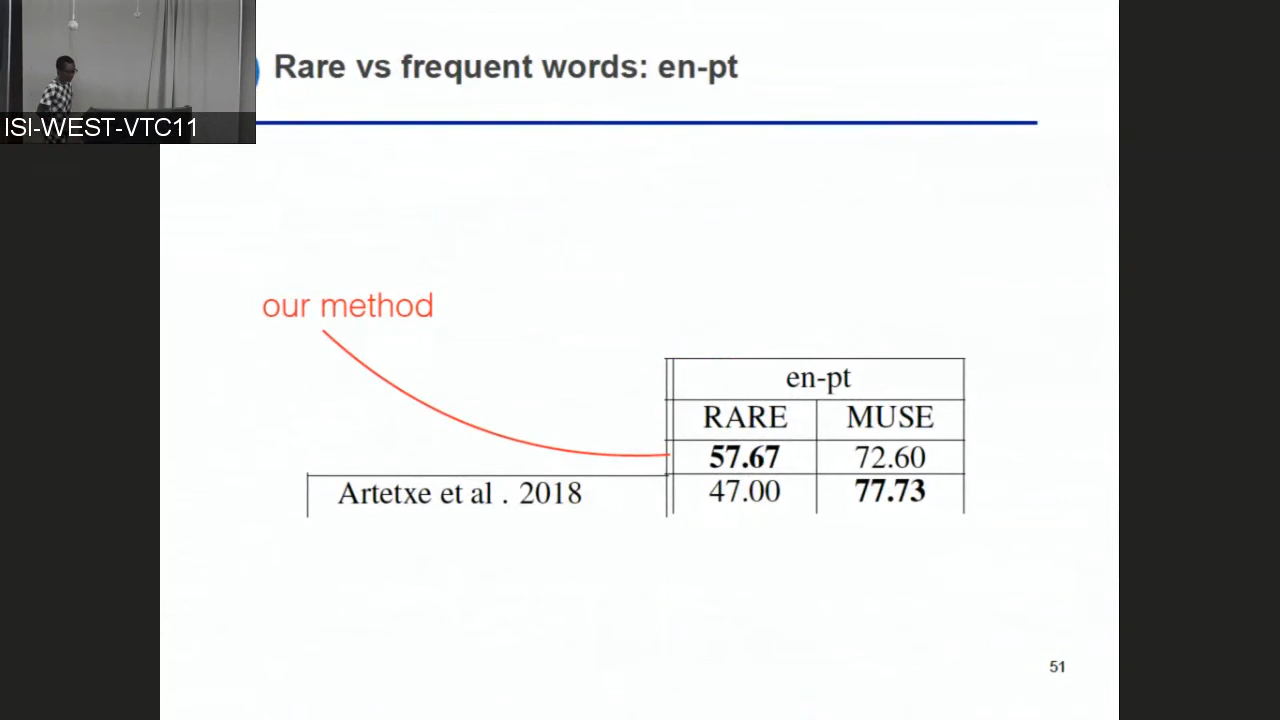 ISI-WEST-VTC11
Rare vs frequent words: en-pt
our method
en-pt
RARE MUSE
57.67 72.60
Artetxe et al . 2018 47.00 77.73
51